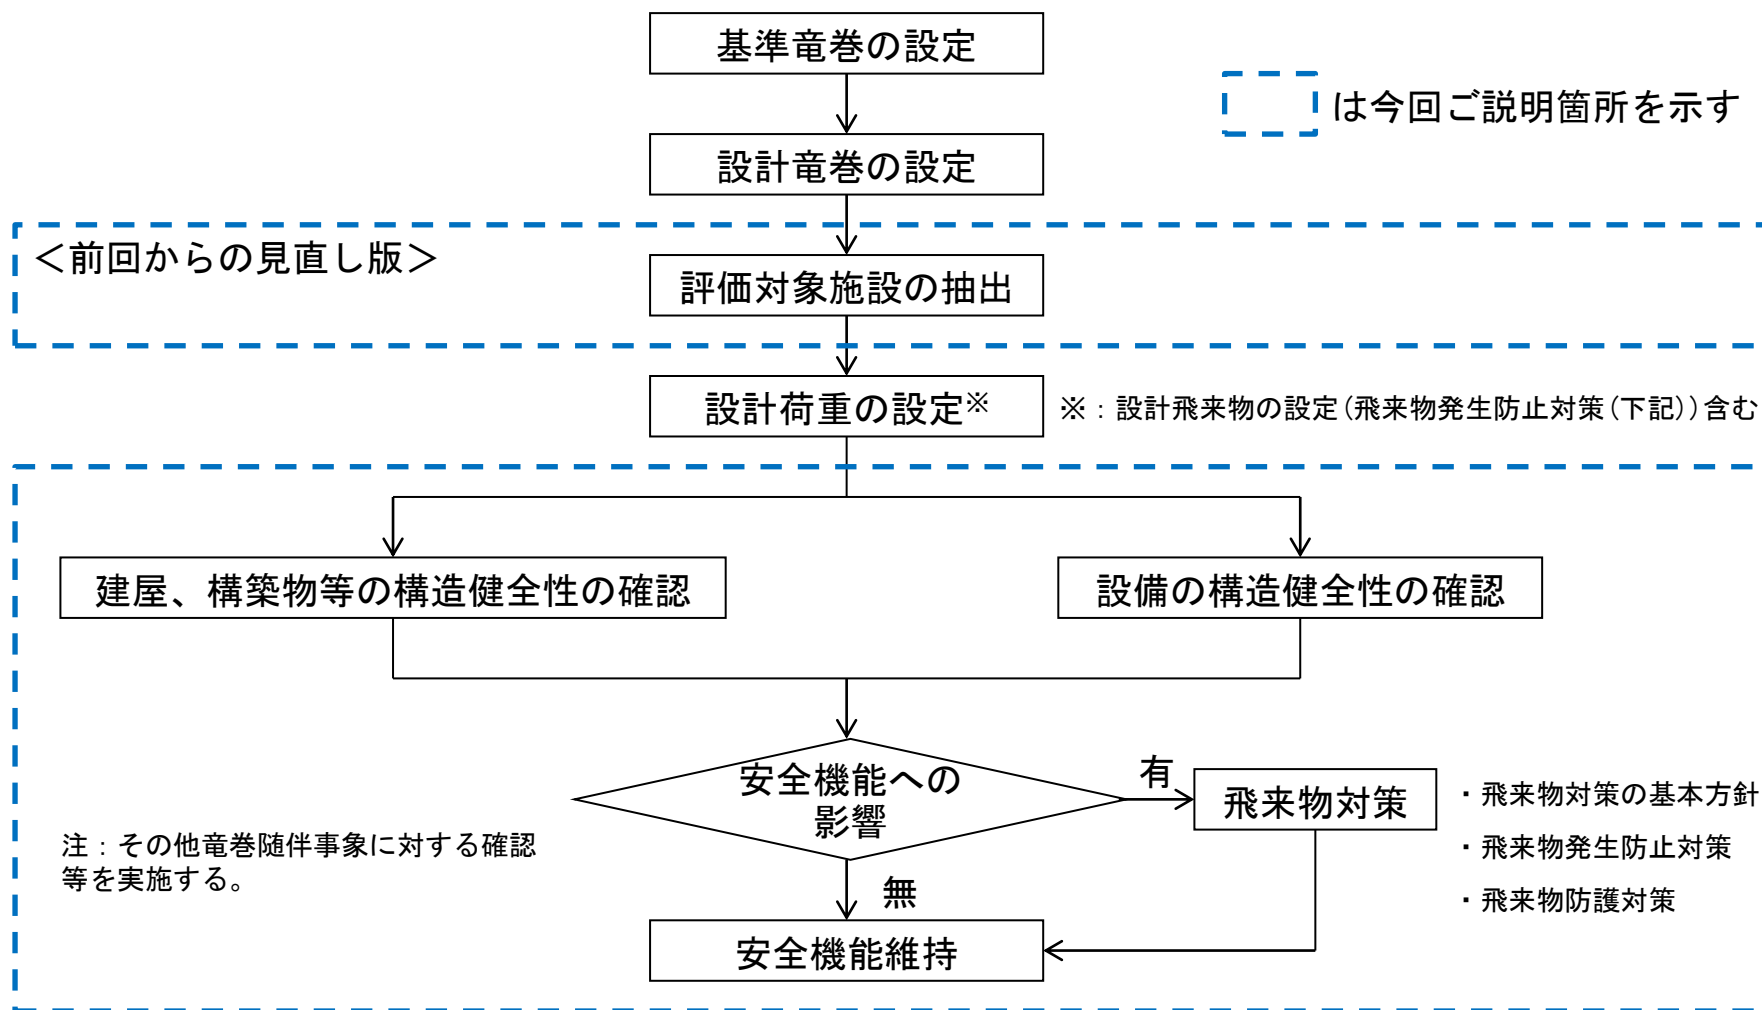 基準竜巻の設定
は今回ご説明箇所を示す
設計竜巻の設定
＜前回からの見直し版＞
評価対象施設の抽出
設計荷重の設定※
※：設計飛来物の設定(飛来物発生防止対策(下記))含む
建屋、構築物等の構造健全性の確認
設備の構造健全性の確認
安全機能への
影響
有
飛来物対策
・飛来物対策の基本方針
・飛来物発生防止対策
・飛来物防護対策
注：その他竜巻随伴事象に対する確認
等を実施する。
無
安全機能維持